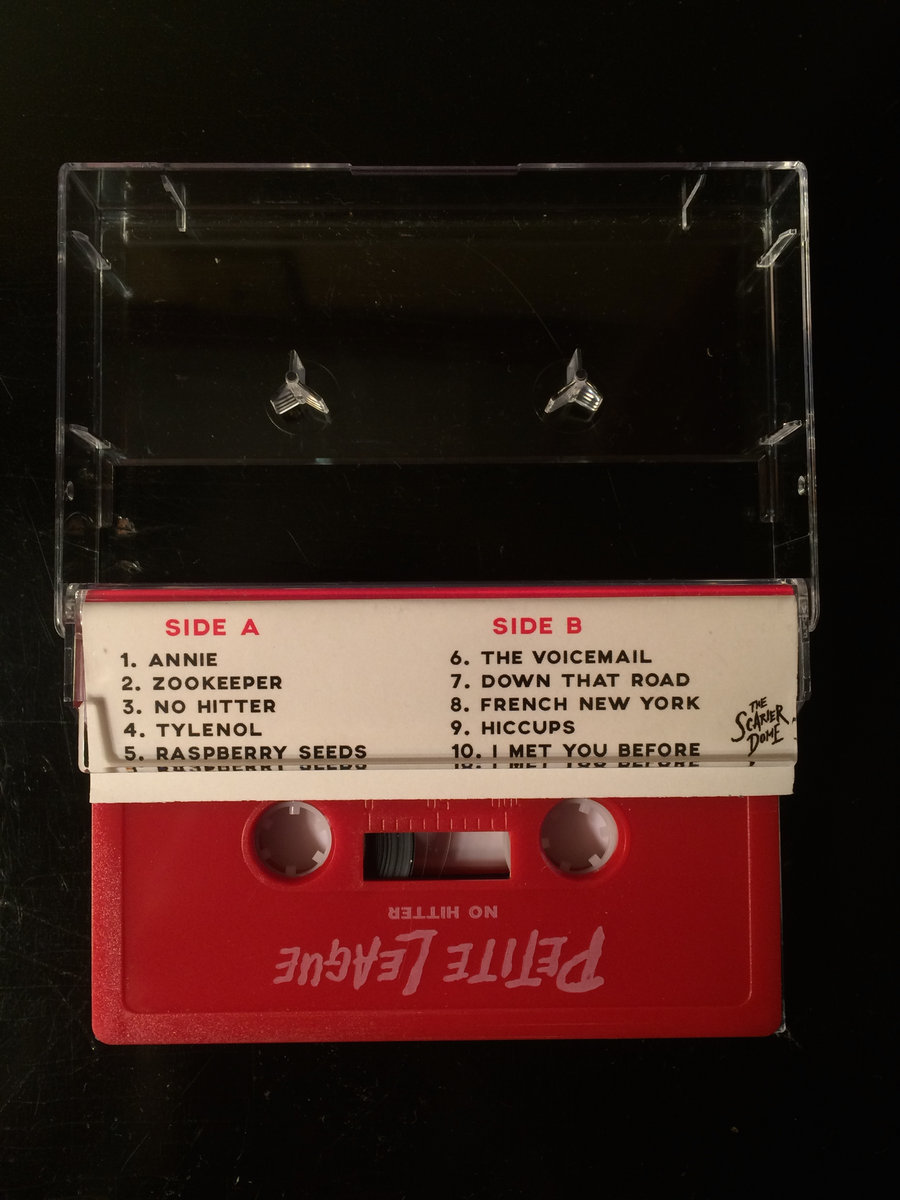 SIDE A
1. ANNIE
2. ZOOKEEPER
3. NO HITTER
4. TYLENOL
5. RASPBERRY SEEDS
SIDE B
6. THE VOICEMAIL
7. DOWN THAT ROAD
8. FRENCH NEW YORK
9. HICCUPS
10. I MET YOU BEFORE
THE
SCARIER
DOME
NO HITTER
PETITE LEAGUE